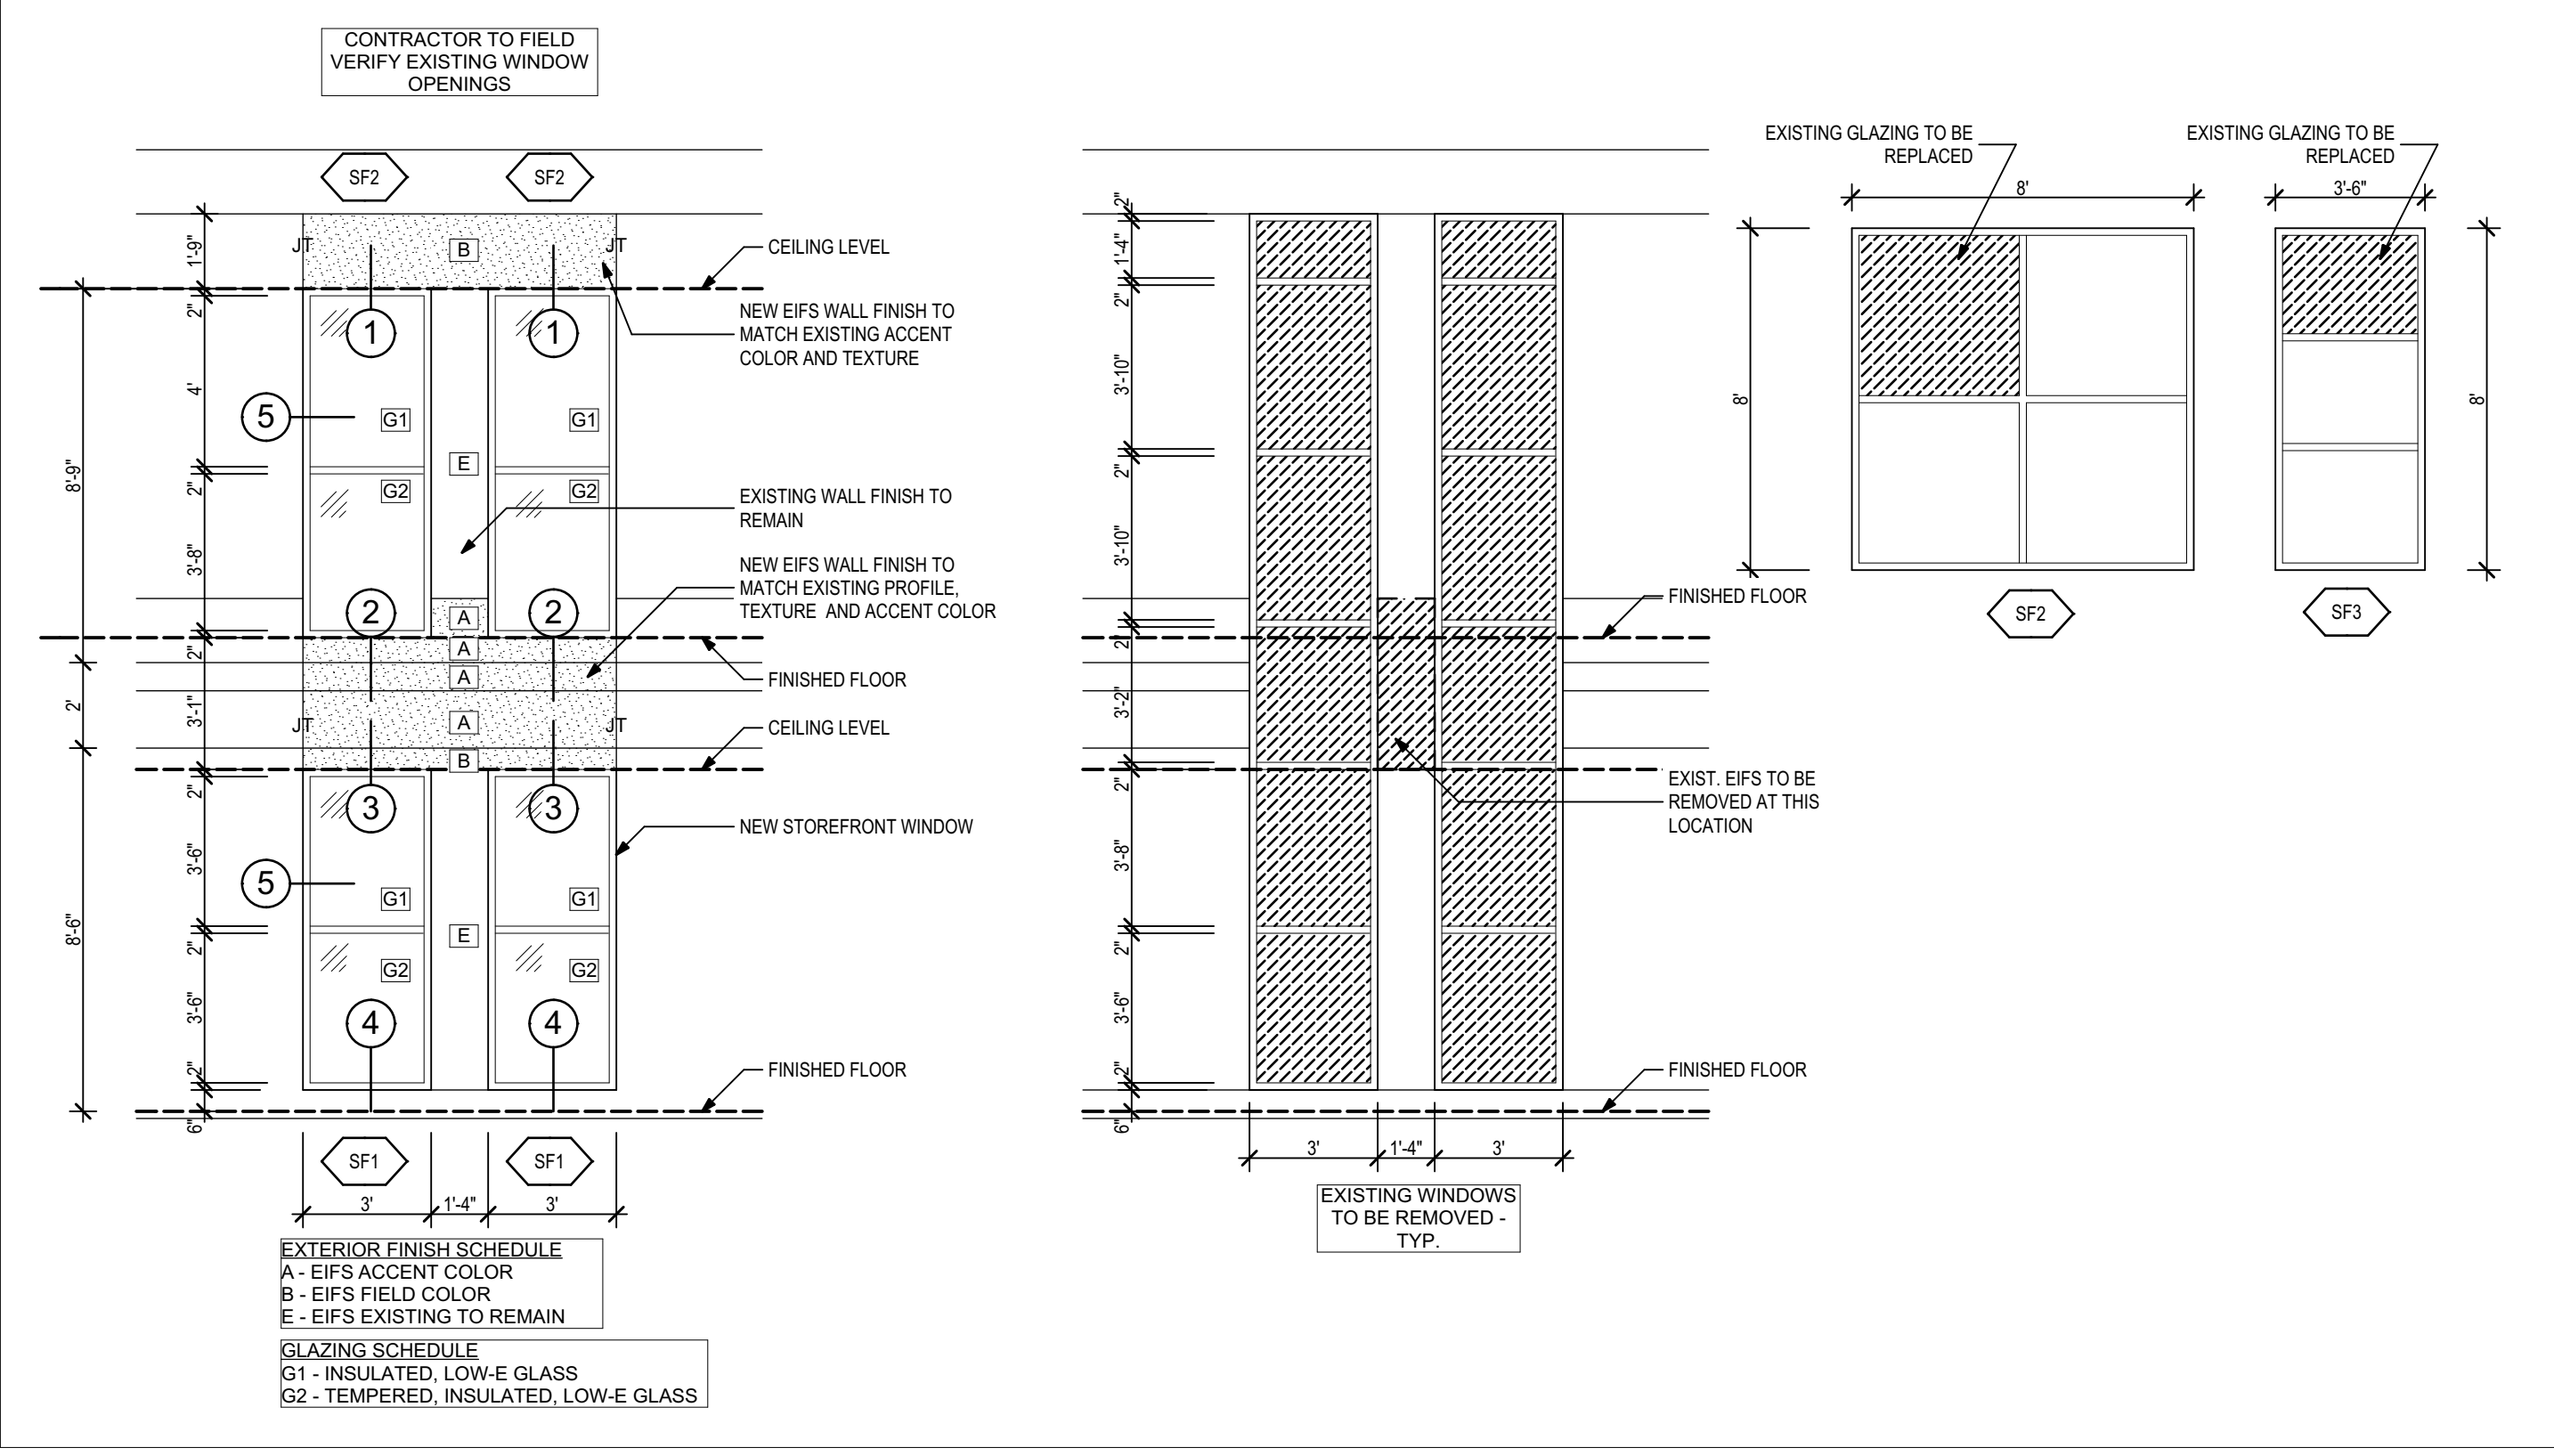 CONTRACTOR TO FIELD
VERIFY EXISTING WINDOW
OPENINGS
SF2
SF2
1'-9"
2"
4'
2"
3'-8"
2"
3'-1"
2"
3'-6"
2"
3'-6"
2"
6"
8'-9"
2'
8'-6"
JT
JT
B
1
1
5
G1
G1
E
G2
G2
2
2
A
A
A
A
JT
JT
B
3
3
5
G1
G1
E
G2
G2
4
4
CEILING LEVEL
NEW EIFS WALL FINISH TO
MATCH EXISTING ACCENT
COLOR AND TEXTURE
EXISTING WALL FINISH TO
REMAIN
NEW EIFS WALL FINISH TO
MATCH EXISTING PROFILE,
TEXTURE AND ACCENT COLOR
FINISHED FLOOR
CEILING LEVEL
NEW STOREFRONT WINDOW
FINISHED FLOOR
SF1
SF1
3'
1'-4"
3'
EXTERIOR FINISH SCHEDULE
A - EIFS ACCENT COLOR
B - EIFS FIELD COLOR
E - EIFS EXISTING TO REMAIN
GLAZING SCHEDULE
G1 - INSULATED, LOW-E GLASS
G2 - TEMPERED, INSULATED, LOW-E GLASS
2"
1'-4"
2"
3'-10"
2"
3'-10"
2"
3'-2"
2"
3'-8"
2"
3'-6"
2"
6"
FINISHED FLOOR
EXIST. EIFS TO BE
REMOVED AT THIS
LOCATION
FINISHED FLOOR
3'
1'-4"
3'
EXISTING WINDOWS
TO BE REMOVED -
TYP.
EXISTING GLAZING TO BE
REPLACED
8'
8'
SF2
EXISTING GLAZING TO BE
REPLACED
3'-6"
8'
SF3